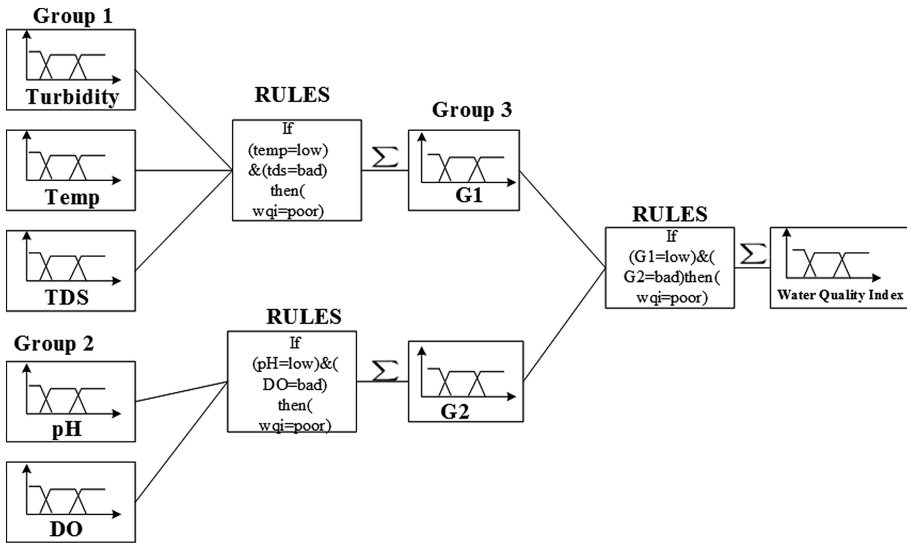 Group 1
Turbidity
Temp
TDS
RULES
If
(temp=low)
&(tds=bad)
then(
wqi=poor)
Σ
Group 3
G1
Group 2
pH
DO
RULES
If
(pH=low)&(
DO=bad)
then(
wqi=poor)
Σ
G2
RULES
If
(G1=low)&(
G2=bad)then(
wqi=poor)
Σ
Water Quality Index